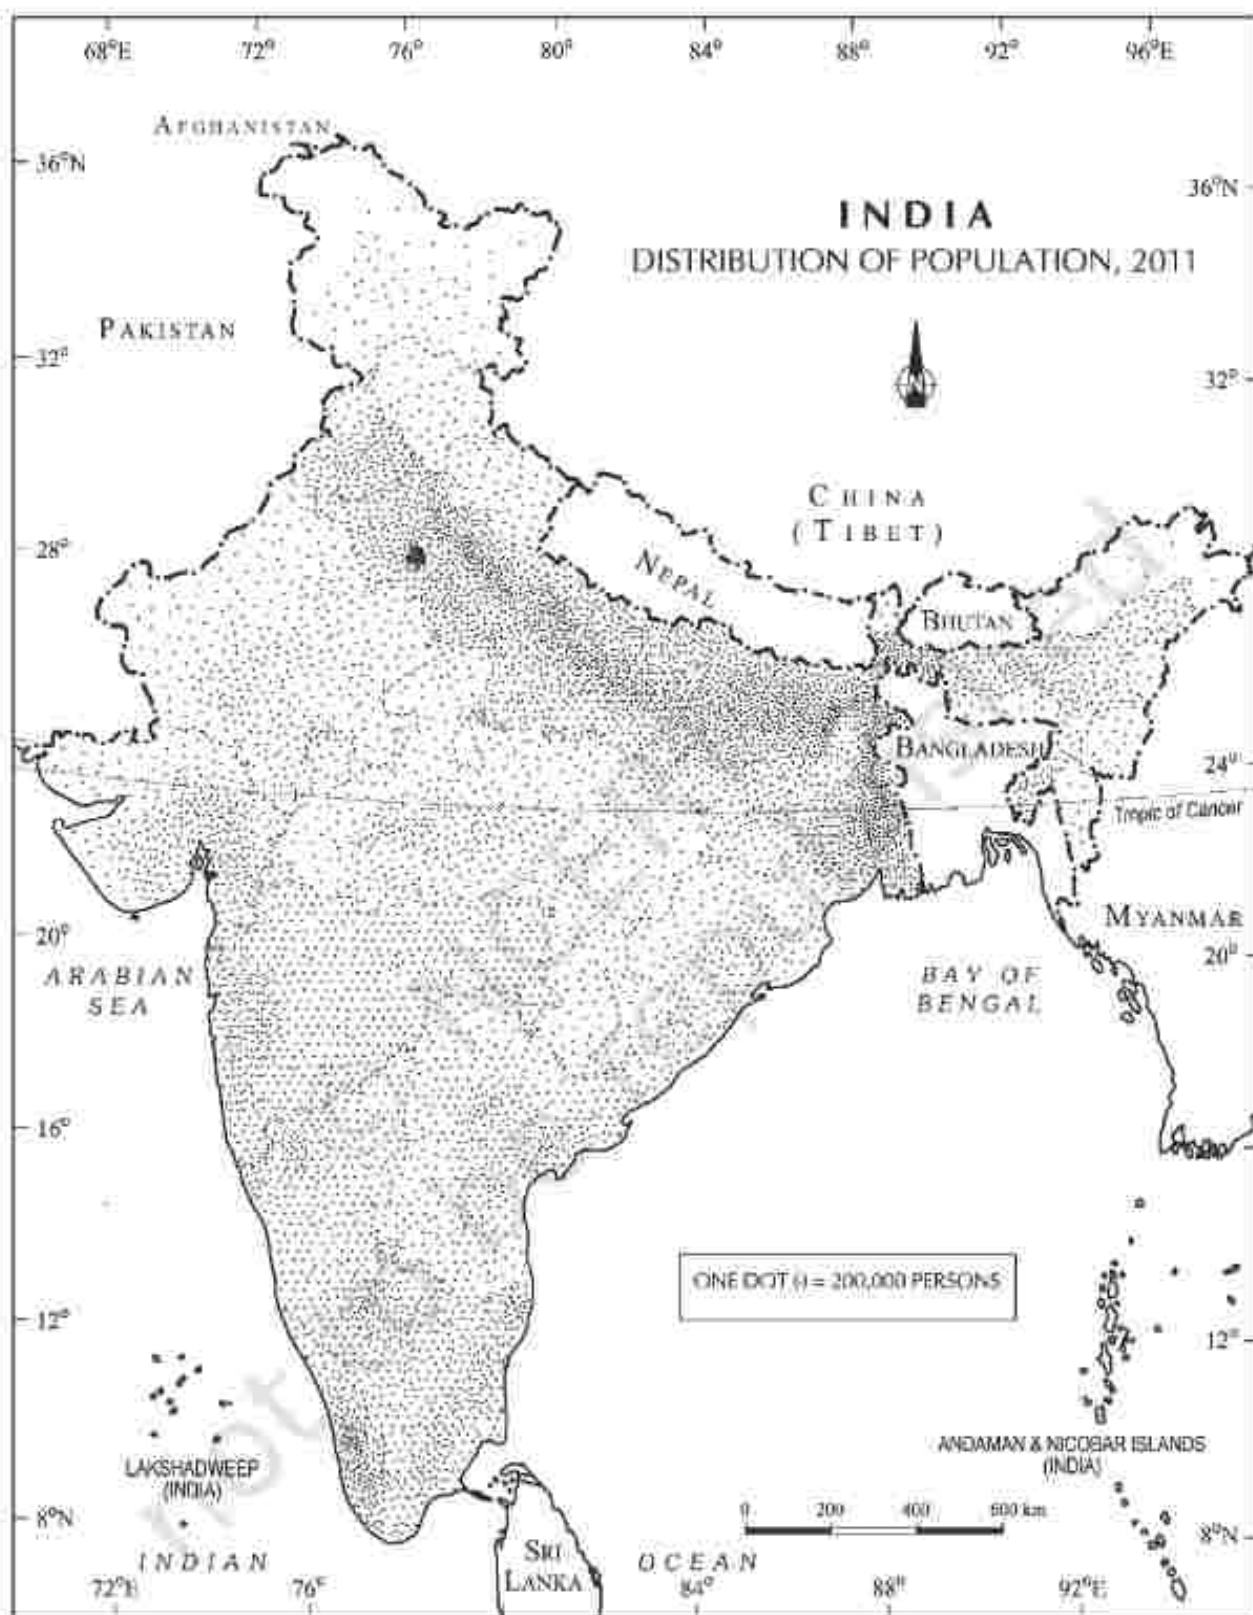 68°E 72° 76° 80° 84° 88° 92° 96°E
AFGHANISTAN
36°N
36°N
INDIA
DISTRIBUTION OF POPULATION, 2011
PAKISTAN
32°
32°
CHINA
(TIBET)
28°
NEPAL
BHUTAN
BANGLADESH
24°
Tropic of Cancer
MYANMAR
20°
20°
ARABIAN
SEA
BAY OF
BENGAL
16°
ONE DOT (.) = 200,000 PERSONS
12°
12°
LAKSHADWEEP
(INDIA)
ANDAMAN & NICOBAR ISLANDS
(INDIA)
0 200 400 600 km
8°N
8°N
INDIAN
OCEAN
SRI
LANKA
72°E 76° 84° 88° 92°E
not